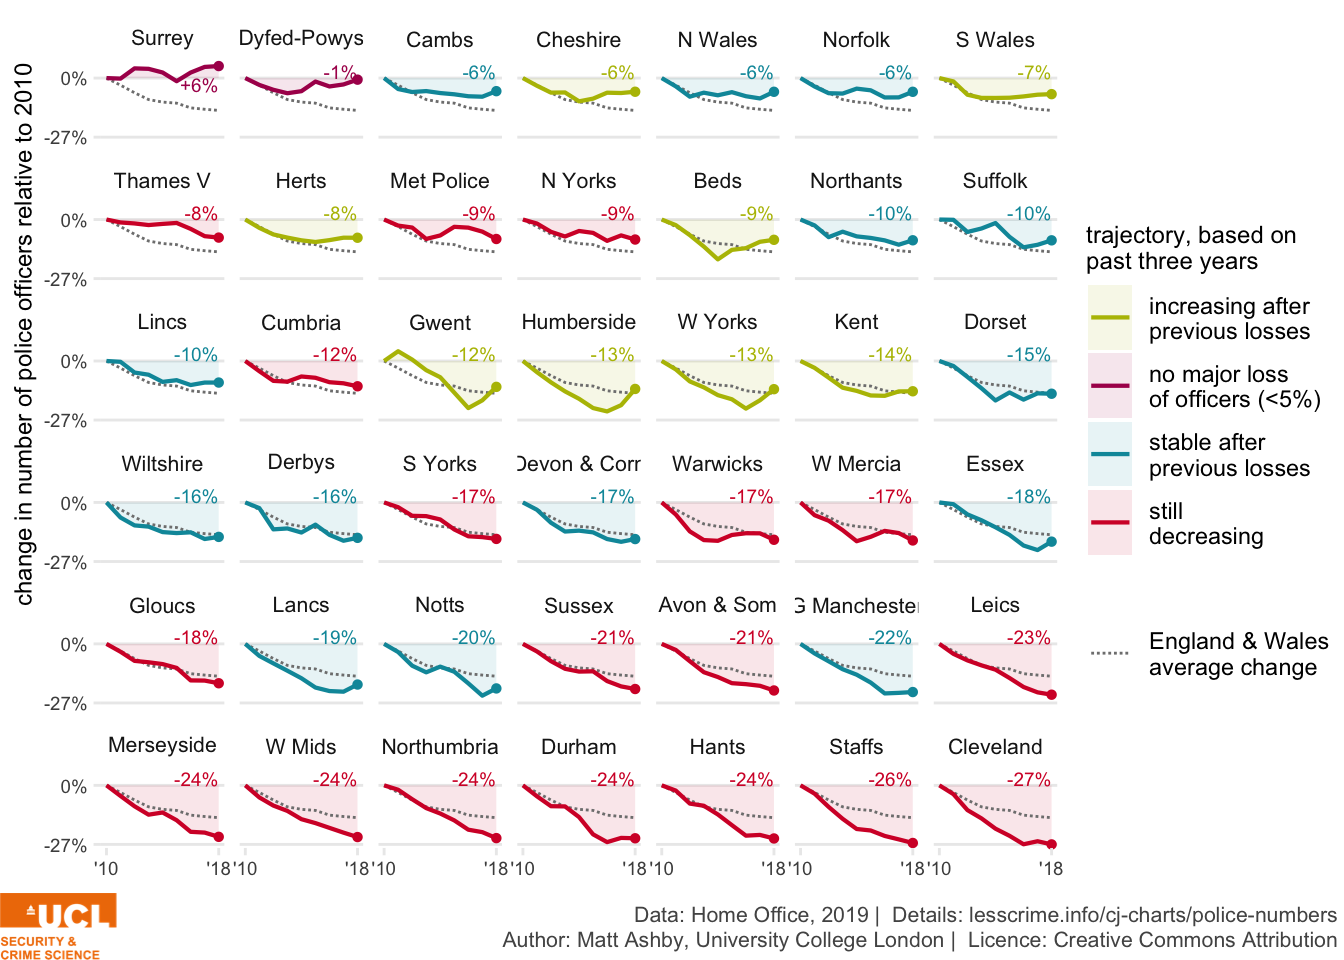 change in number of police officers relative to 2010
Surrey Dyfed-Powys Cambs Cheshire N Wales Norfolk S Wales
0% +6% -1% -6% -6% -6% -6% -7%
-27%
Thames V Herts Met Police N Yorks Beds Northants Suffolk
0% -8% -8% -9% -9% -9% -10% -10%
-27%
Lincs Cumbria Gwent Humberside W Yorks Kent Dorset
0% -10% -12% -12% -13% -13% -14% -15%
-27%
Wiltshire Derbys S Yorks Devon & Corr Warwicks W Mercia Essex
0% -16% -16% -17% -17% -17% -17% -18%
-27%
Gloucs Lancs Notts Sussex Avon & Som G Manchester Leics
0% -18% -19% -20% -21% -21% -22% -23%
-27%
Merseyside W Mids Northumbria Durham Hants Staffs Cleveland
0% -24% -24% -24% -24% -24% -26% -27%
-27%
'10 '18 '10 '18 '10 '18 '10 '18 '10 '18 '10 '18 '10 '18
trajectory, based on
past three years
increasing after
previous losses
no major loss
of officers (<5%)
stable after
previous losses
still
decreasing
England & Wales
average change
UCL
SECURITY &
CRIME SCIENCE
Data: Home Office, 2019 | Details: lesscrime.info/cj-charts/police-numbers
Author: Matt Ashby, University College London | Licence: Creative Commons Attribution